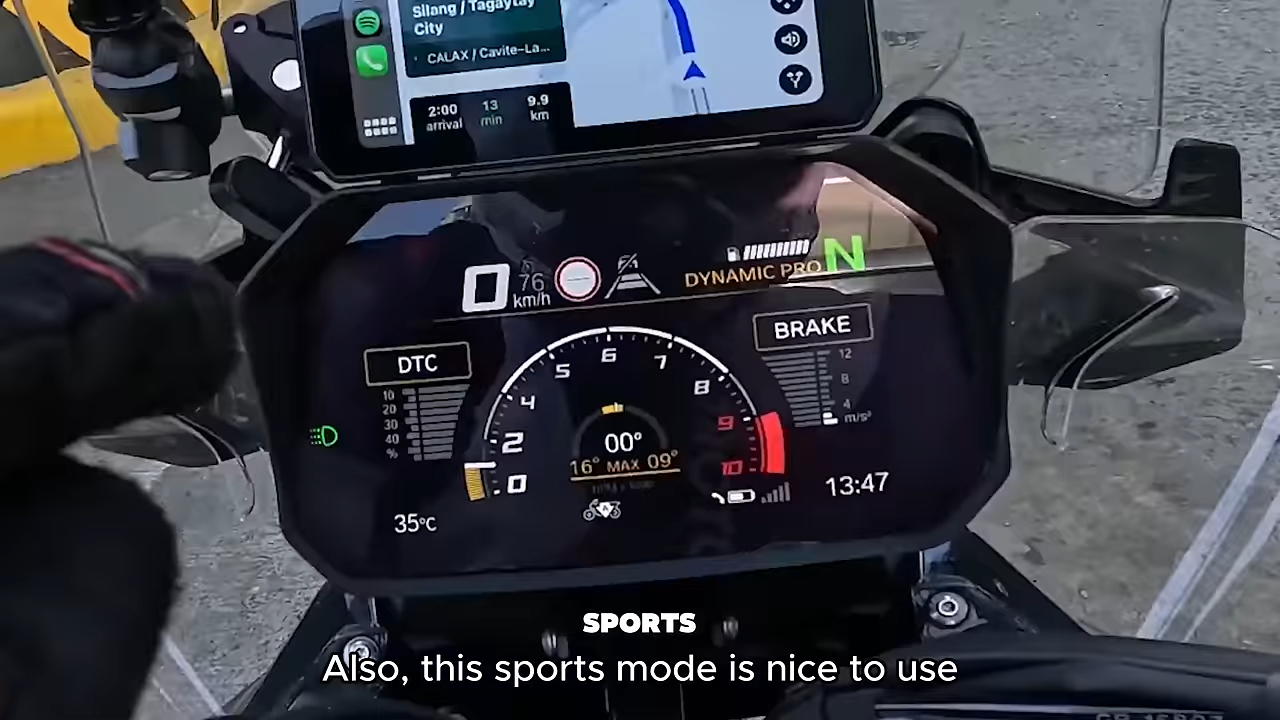 Silang / Tagaytay
City
CALAX / Cavite-La...
2:00 13 9.9
arrival min km
0 76 km/h
DYNAMIC PRO N
DTC
BRAKE
10
20
30
40
%
12
8
4
m/s²
0
2
4
5
6
7
8
9
10
00°
16° MAX 09°
35°C
13:47
SPORTS
Also, this sports mode is nice to use